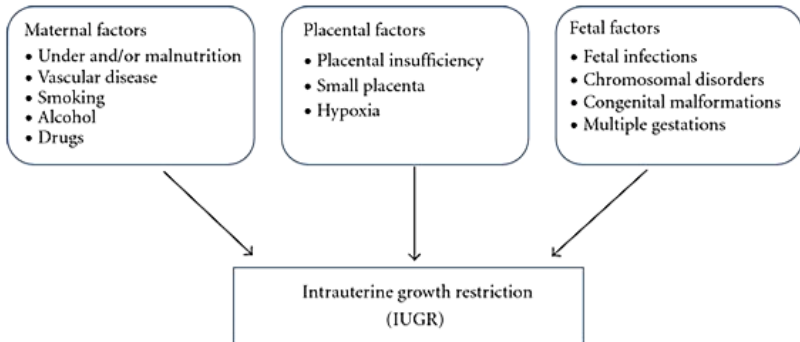 Maternal factors
• Under and/or malnutrition
• Vascular disease
• Smoking
• Alcohol
• Drugs
Placental factors
• Placental insufficiency
• Small placenta
• Hypoxia
Fetal factors
• Fetal infections
• Chromosomal disorders
• Congenital malformations
• Multiple gestations
Intrauterine growth restriction
(IUGR)